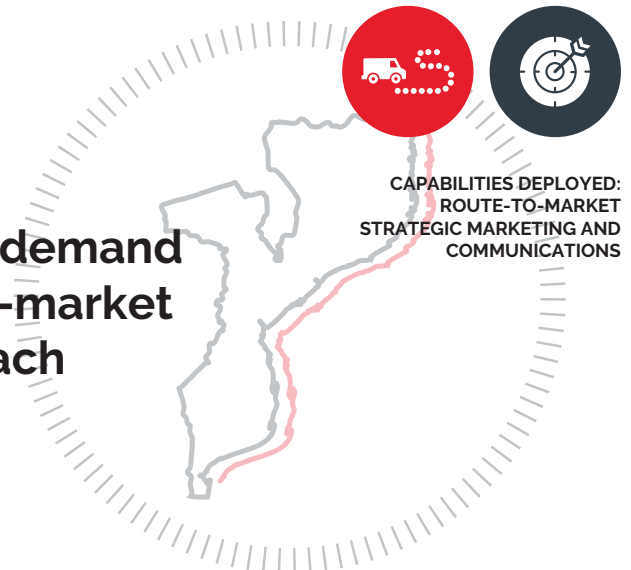 CAPABILITIES DEPLOYED:
ROUTE-TO-MARKET
STRATEGIC MARKETING AND
COMMUNICATIONS
demand
-market
ach